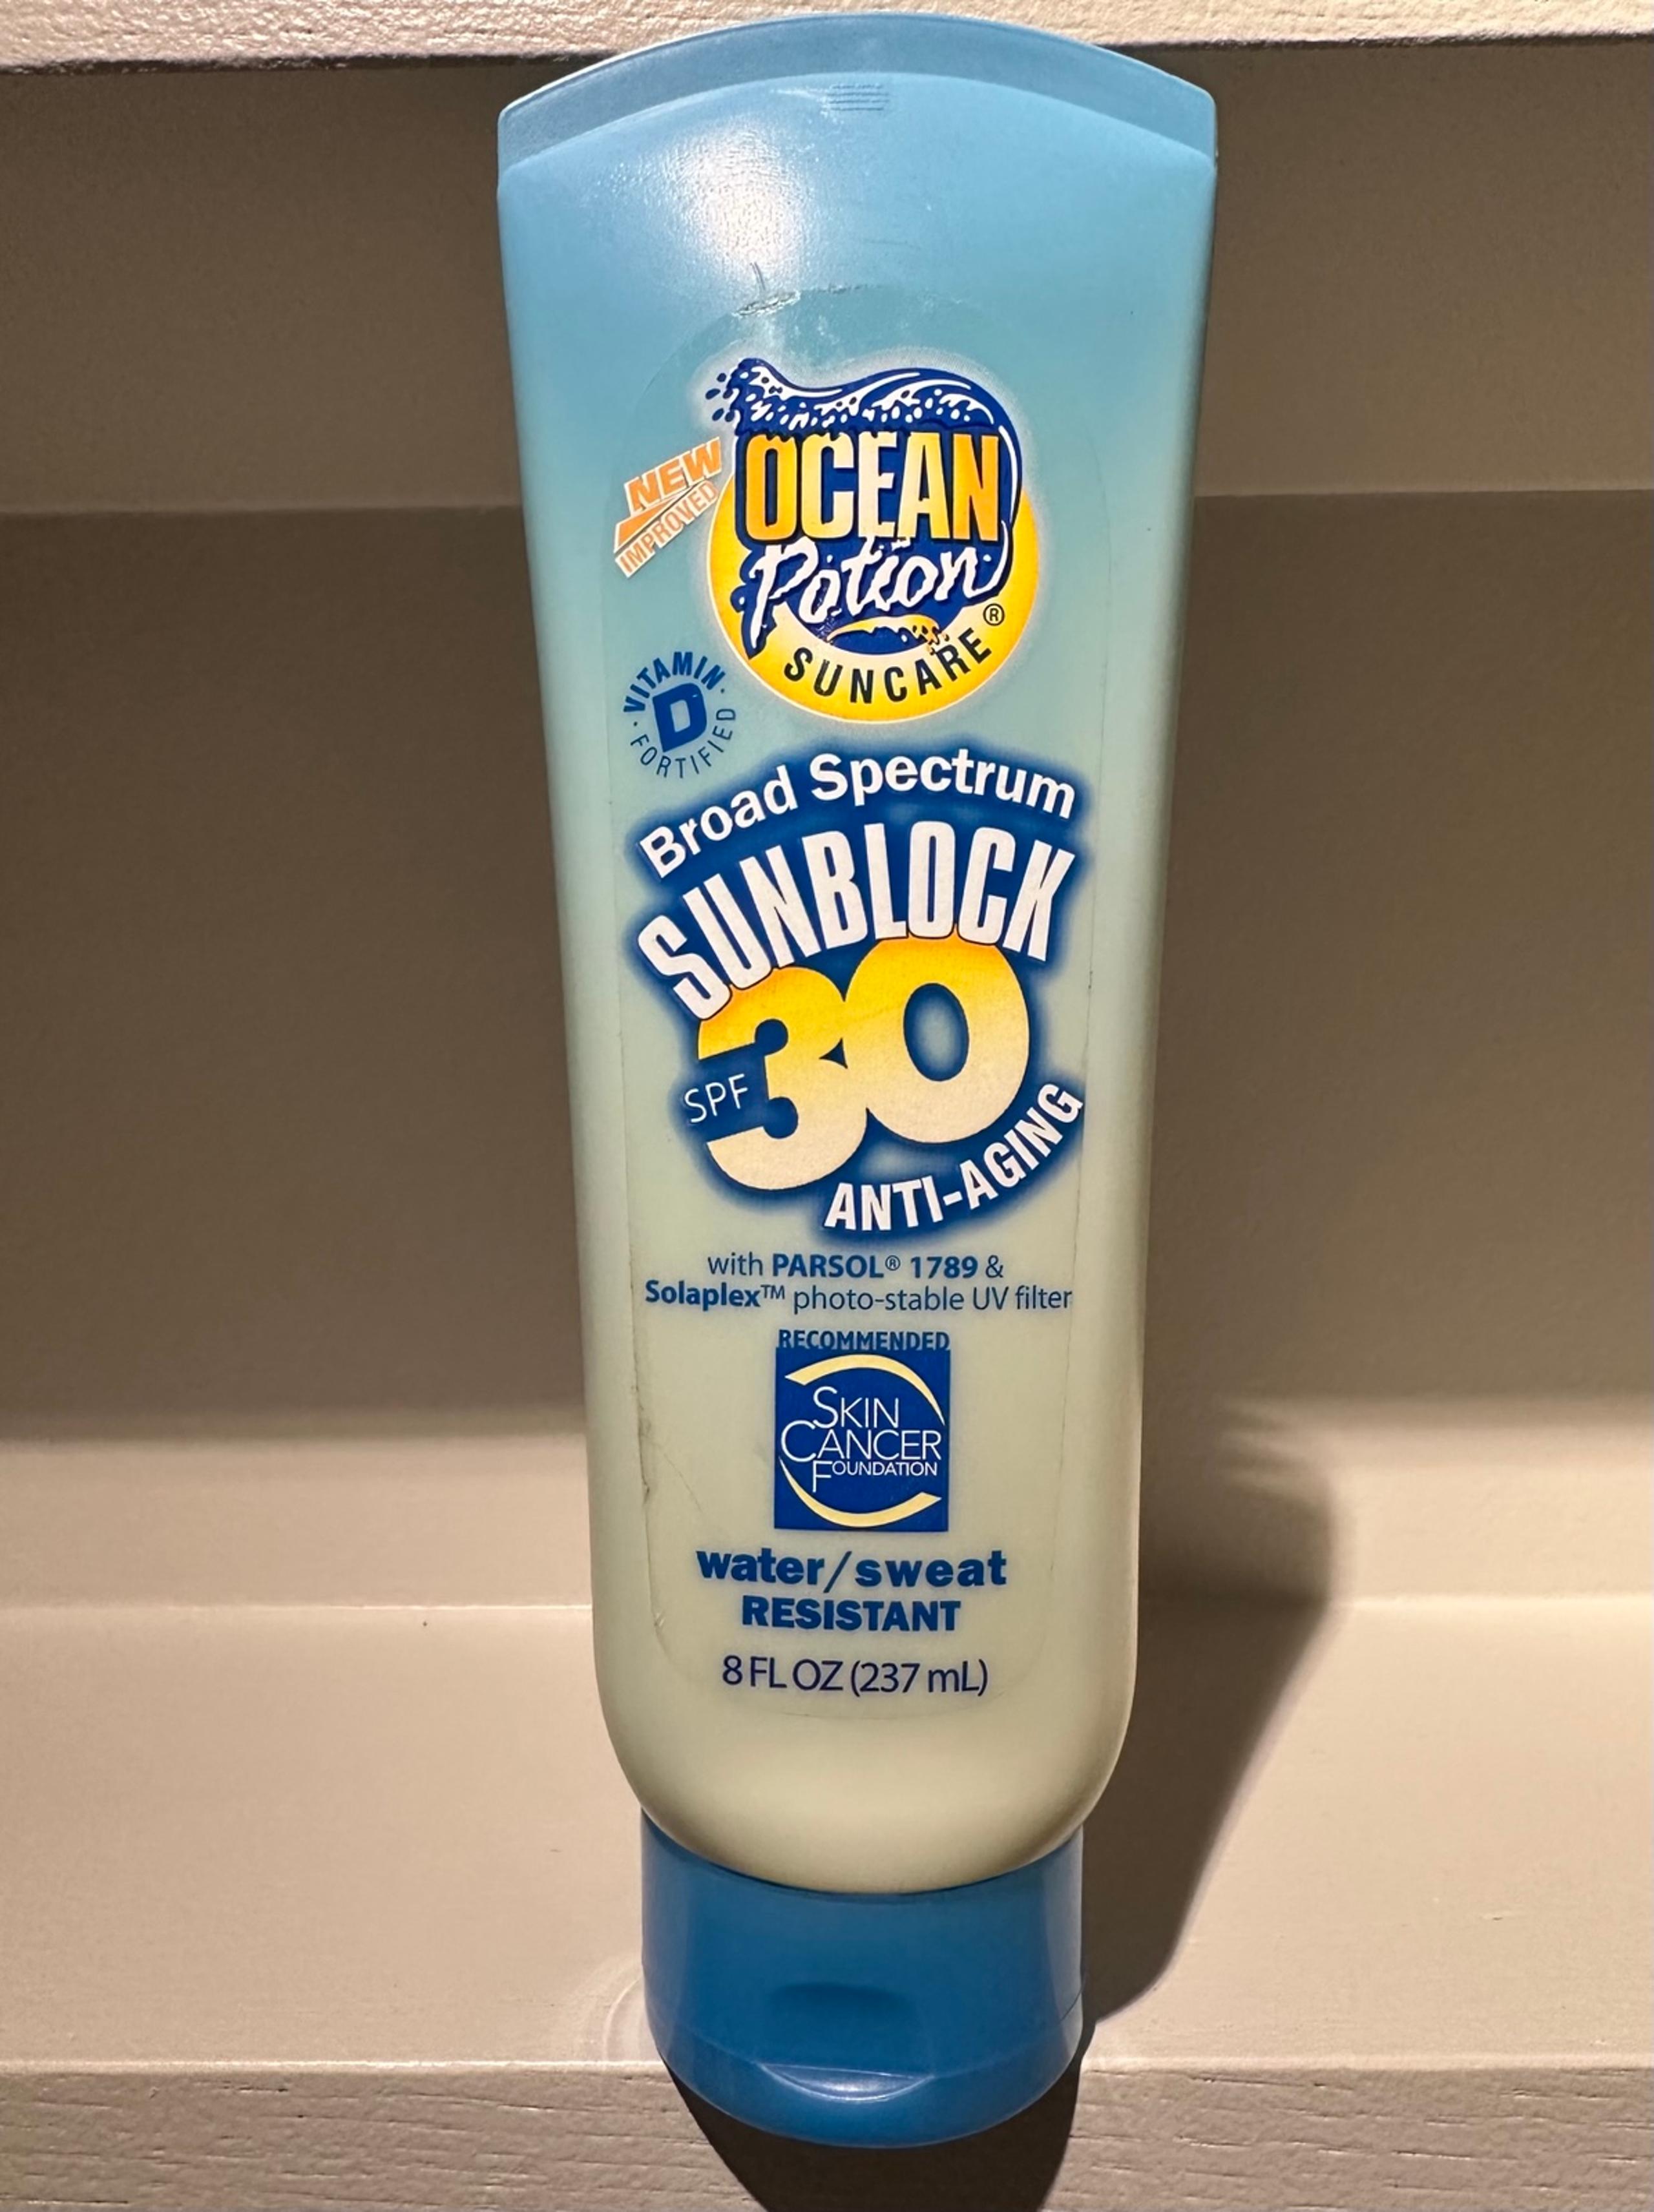 OCEAN
Potion
SUNCARE®
NEW
IMPROVED
VITAMIN
D
FORTIFIED
Broad Spectrum
SUNBLOCK
SPF 30
ANTI-AGING
with PARSOL® 1789 &
Solaplex™ photo-stable UV filter
RECOMMENDED
SKIN
CANCER
FOUNDATION
water/sweat
RESISTANT
8 FL OZ (237 mL)